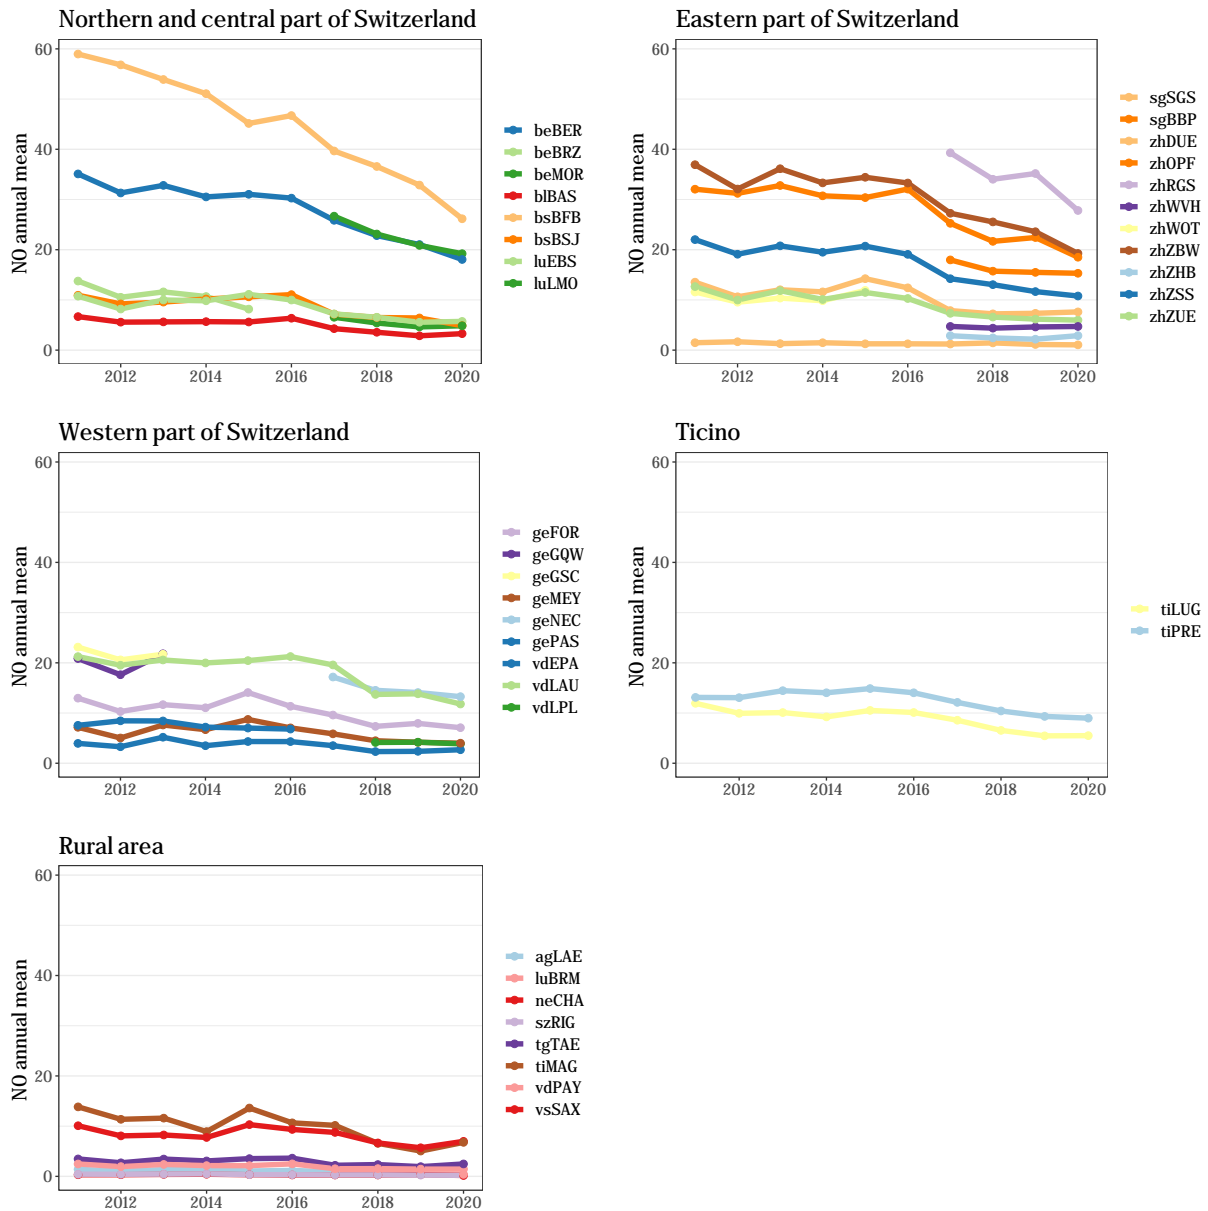 Northern and central part of Switzerland
NO annual mean
60
40
20
0
2012 2014 2016 2018 2020
beBER
beBRZ
beMOR
blBAS
bsBFB
bsBSJ
luEBS
luLMO
Eastern part of Switzerland
NO annual mean
60
40
20
0
2012 2014 2016 2018 2020
sgSGS
sgBBP
zhDUE
zhOPF
zhRGS
zhWVH
zhWOT
zhZBW
zhZHB
zhZSS
zhZUE
Western part of Switzerland
NO annual mean
60
40
20
0
2012 2014 2016 2018 2020
geFOR
geGQW
geGSC
geMEY
geNEC
gePAS
vdEPA
vdLAU
vdLPL
Ticino
NO annual mean
60
40
20
0
2012 2014 2016 2018 2020
tiLUG
tiPRE
Rural area
NO annual mean
60
40
20
0
2012 2014 2016 2018 2020
agLAE
luBRM
neCHA
szRIG
tgTAE
tiMAG
vdPAY
vsSAX